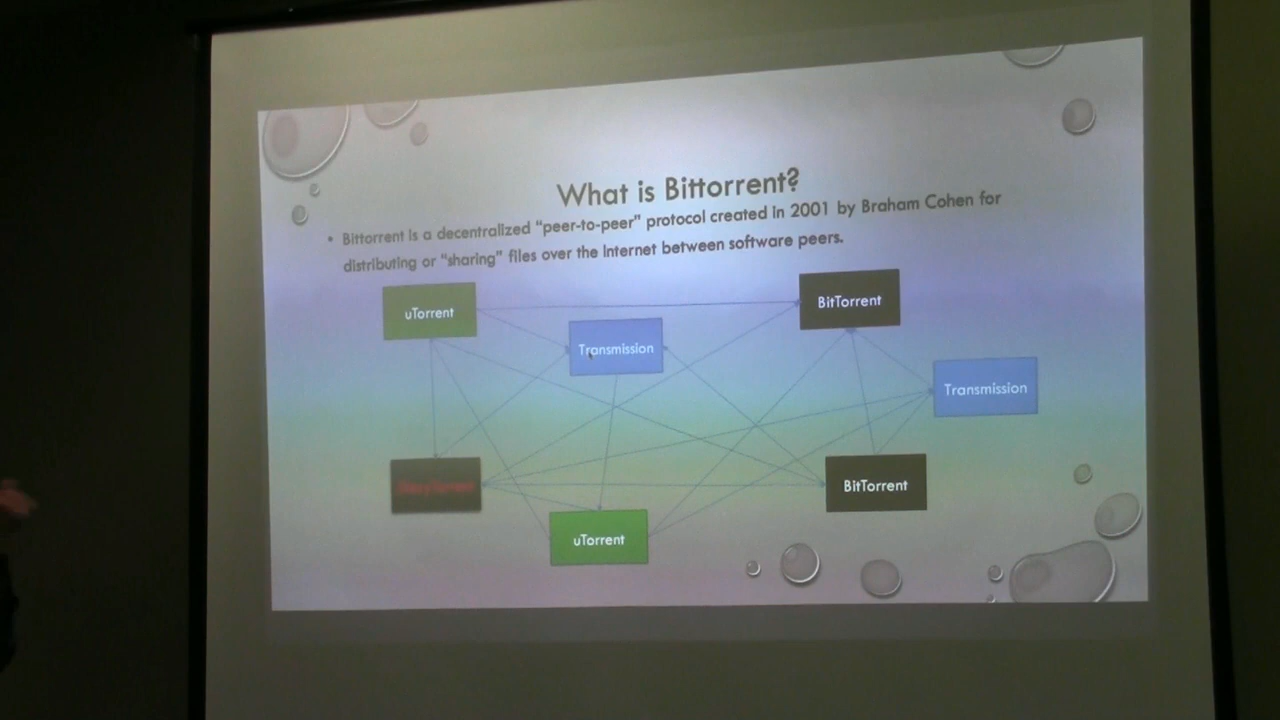 What is Bittorrent?
• Bittorrent is a decentralized “peer-to-peer” protocol created in 2001 by Braham Cohen for
distributing or “sharing” files over the Internet between software peers.
uTorrent
BitTorrent
Transmission
Transmission
BitTorrent
uTorrent